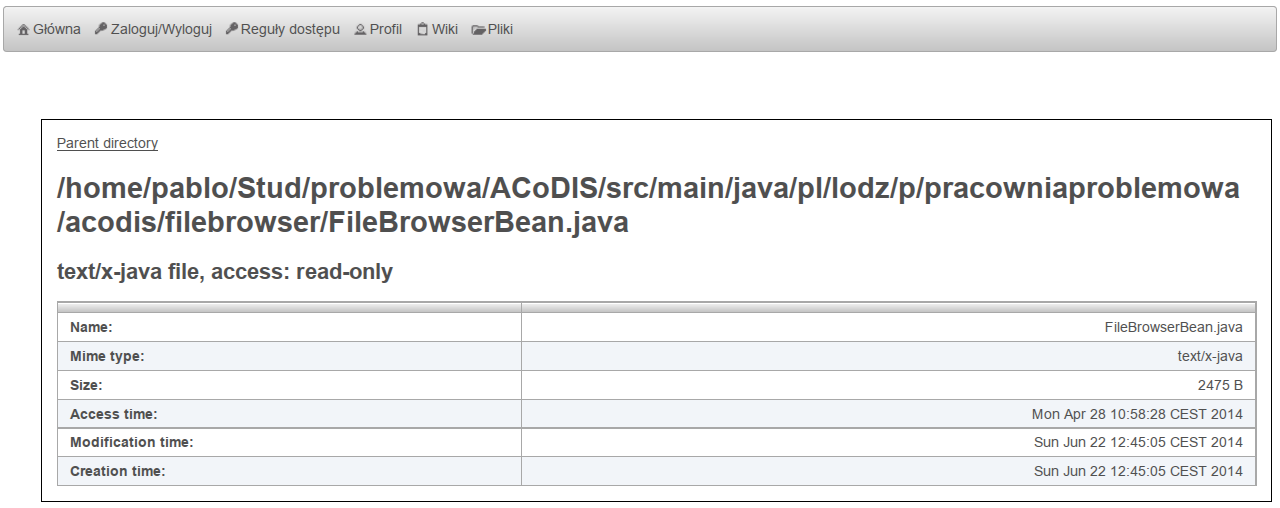 Główna Zaloguj/Wyloguj Reguły dostępu Profil Wiki Pliki
Parent directory
/home/pablo/Stud/problemowa/ACoDIS/src/main/java/pl/lodz/p/pracowniaproblemowa
/acodis/filebrowser/FileBrowserBean.java
text/x-java file, access: read-only
Name: FileBrowserBean.java
Mime type: text/x-java
Size: 2475 B
Access time: Mon Apr 28 10:58:28 CEST 2014
Modification time: Sun Jun 22 12:45:05 CEST 2014
Creation time: Sun Jun 22 12:45:05 CEST 2014